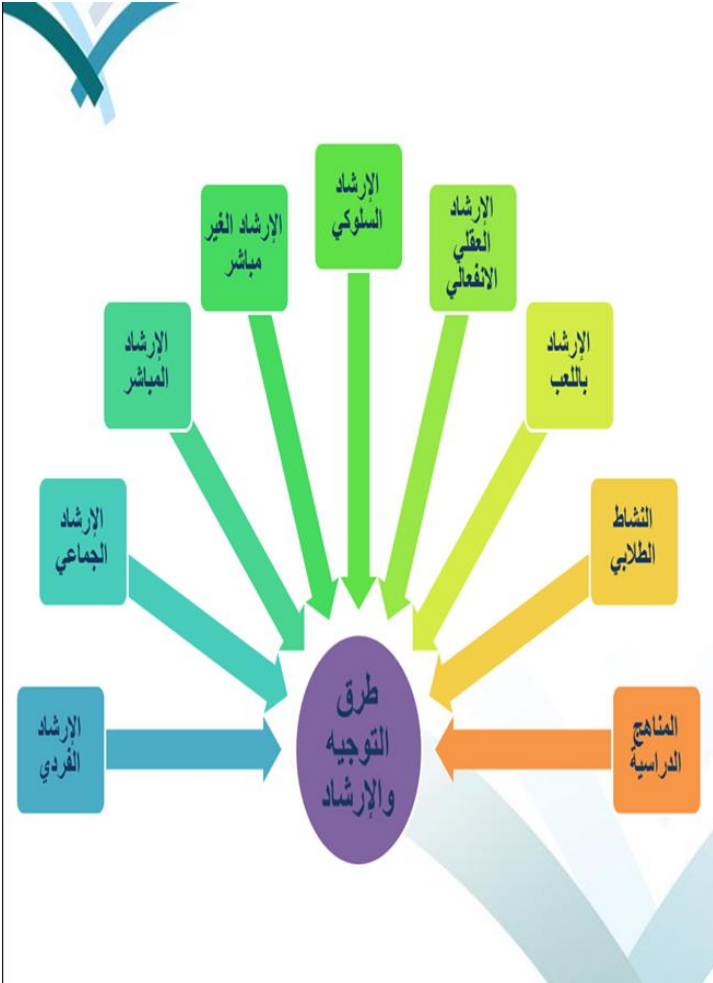 الإرشاد
السلوكي
الإرشاد الغير
مباشر
الإرشاد
العقلي
الانفعالي
الإرشاد
المباشر
الإرشاد
باللعب
الإرشاد
الجماعي
النشاط
الطلابي
الإرشاد
الفردي
المناهج
الدراسية
طرق
التوجيه
والإرشاد